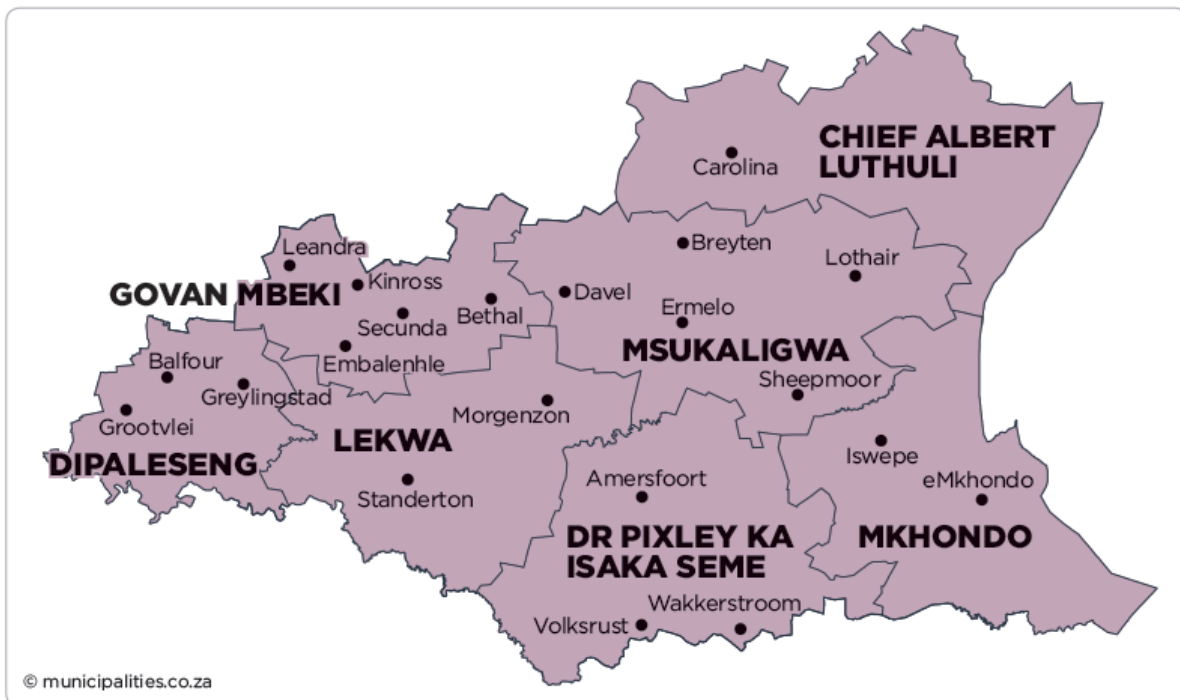 CHIEF ALBERT
LUTHULI
Carolina
Breyten
Lothair
Leandra
Kinross
GOVAN MBEKI
Davel
Bethal
Secunda
Ermelo
Embalenhle
MSUKALIGWA
Balfour
Sheepmoor
Greylingstad
Morgenzon
Grootvlei
LEKWA
Iswepe
DIPALESENG
Amersfoort
eMkhondo
Standerton
DR PIXLEY KA
ISAKA SEME
MKHONDO
Wakkerstroom
Volksrust
© municipalities.co.za